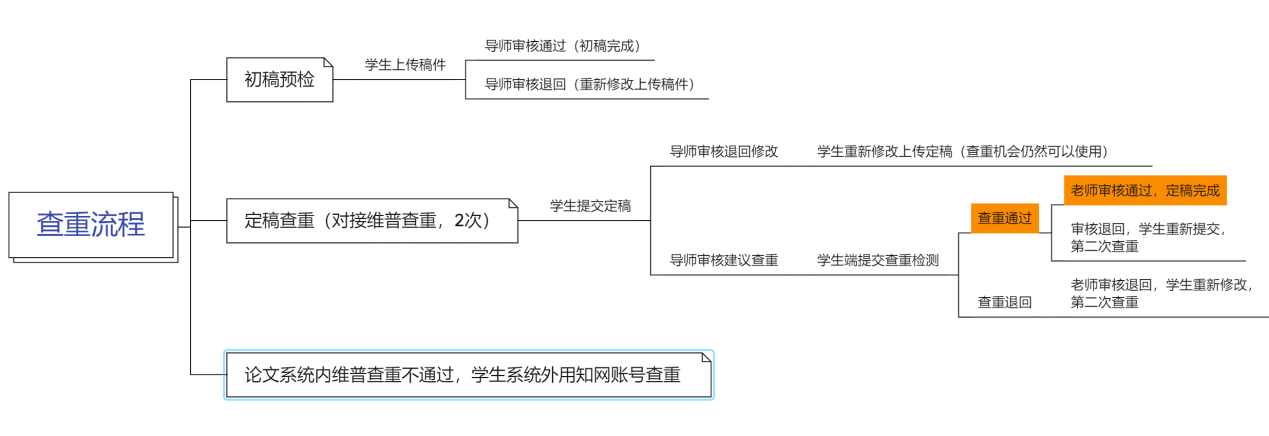 查重流程
初稿预检
学生上传稿件
导师审核通过（初稿完成）
导师审核退回（重新修改上传稿件）
定稿查重（对接维普查重，2次）
学生提交定稿
导师审核退回修改
学生重新修改上传定稿（查重机会仍然可以使用）
导师审核建议查重
学生端提交查重检测
查重通过
老师审核通过，定稿完成
审核退回，学生重新提交，
第二次查重
查重退回
老师审核退回，学生重新修改，
第二次查重
论文系统内维普查重不通过，学生系统外用知网账号查重